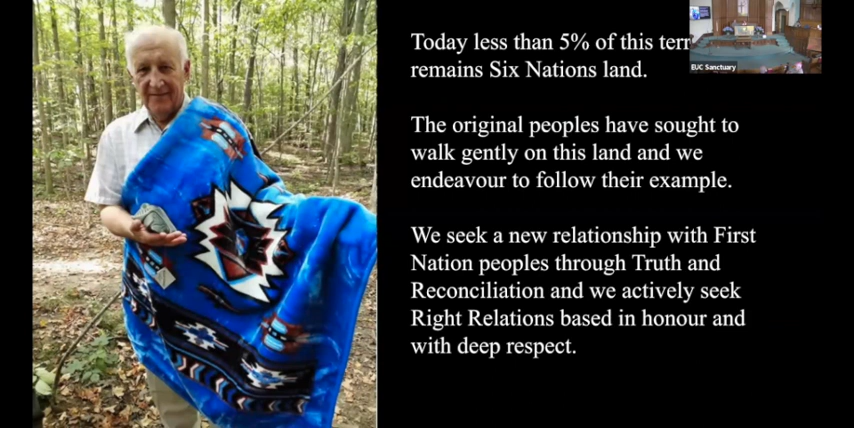 Today less than 5% of this
remains Six Nations land.
The original peoples have sought to
walk gently on this land and we
endeavour to follow their example.
We seek a new relationship with First
Nation peoples through Truth and
Reconciliation and we actively seek
Right Relations based in honour and
with deep respect.
EUC Sanctuary